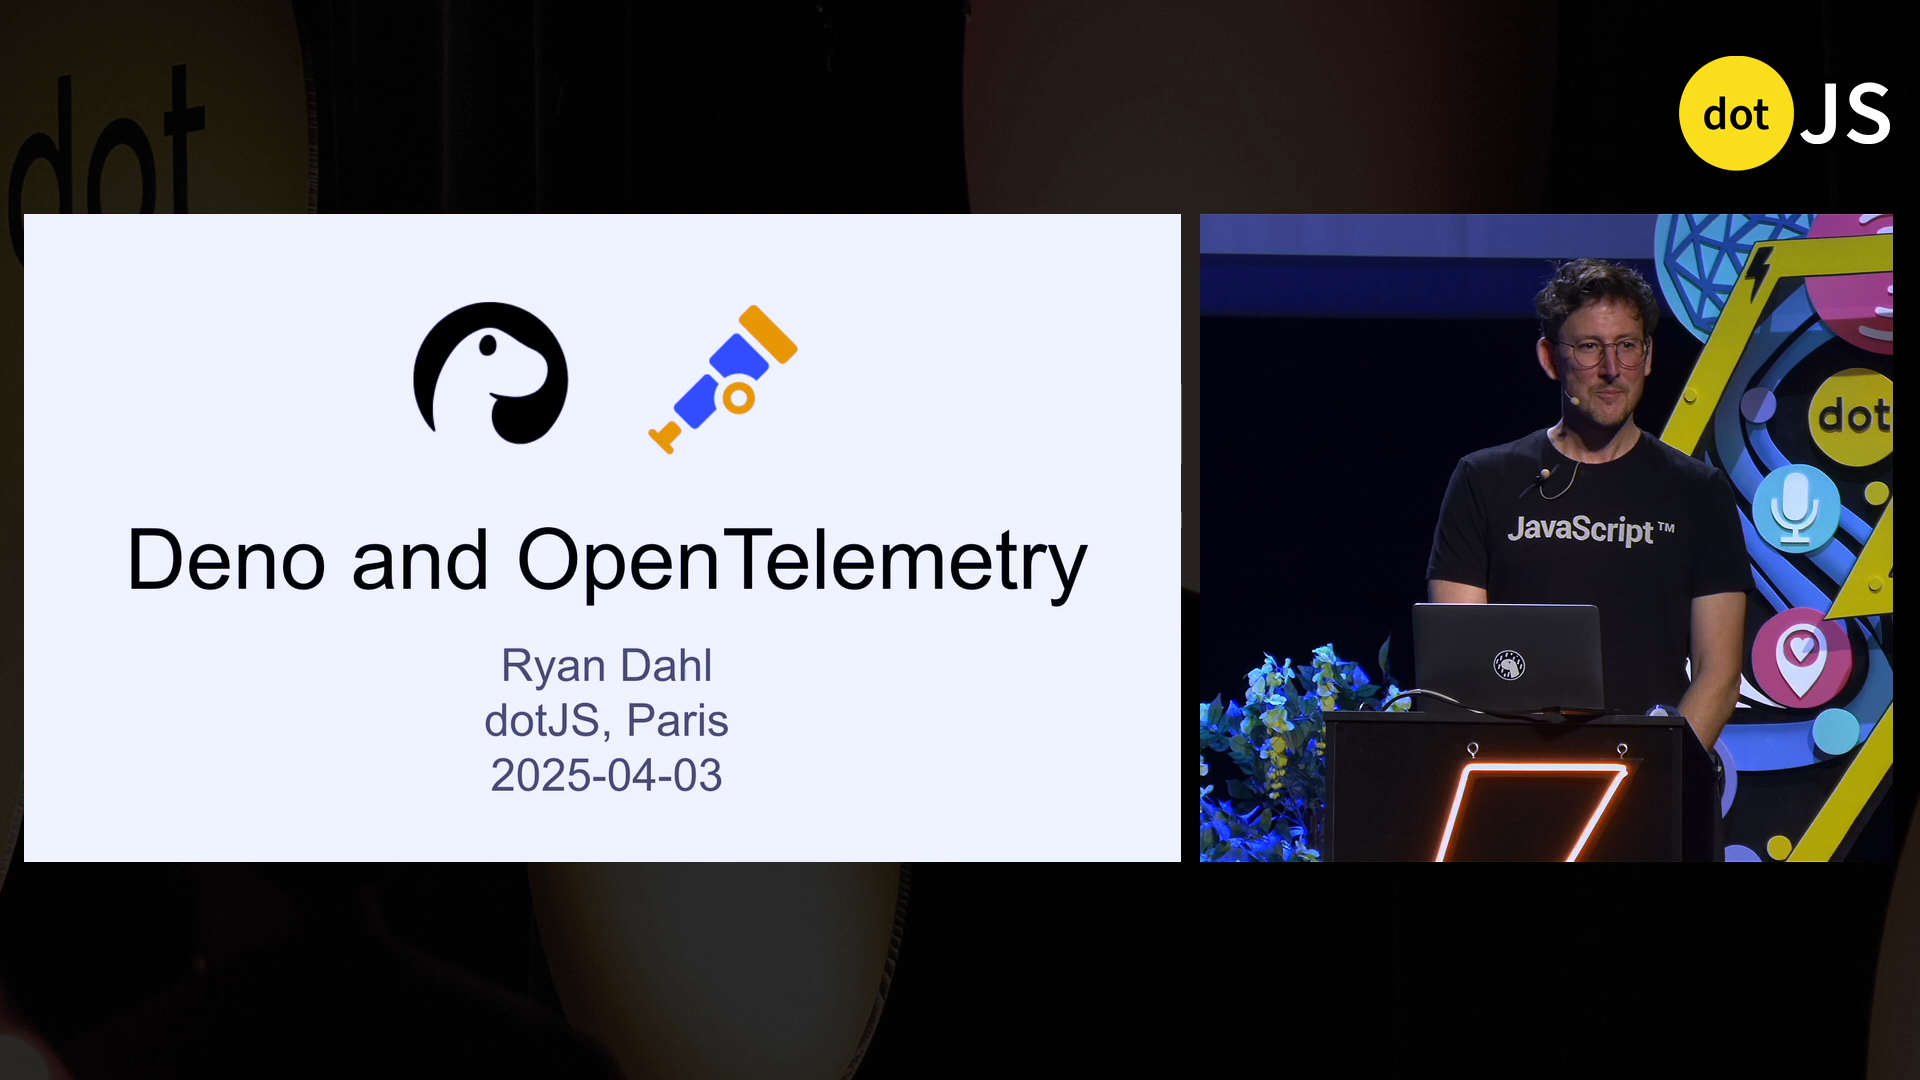 dot
dot JS
Deno and OpenTelemetry
Ryan Dahl
dotJS, Paris
2025-04-03
JavaScript™
dot